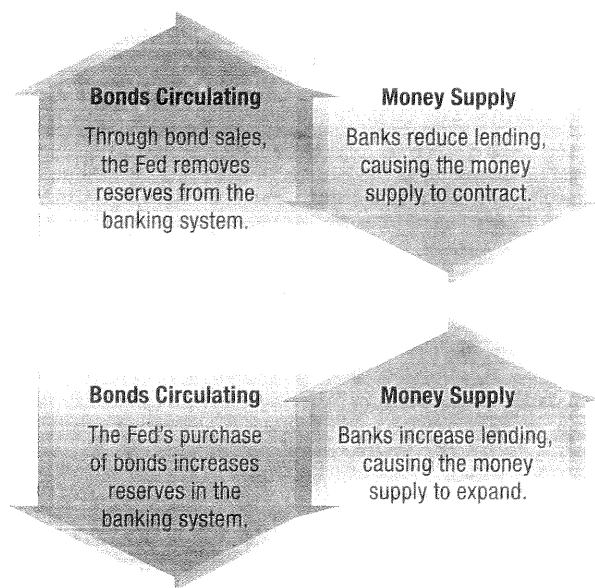 Bonds Circulating
Through bond sales,
the Fed removes
reserves from the
banking system.
Money Supply
Banks reduce lending,
causing the money
supply to contract.
Bonds Circulating
The Fed's purchase
of bonds increases
reserves in the
banking system.
Money Supply
Banks increase lending,
causing the money
supply to expand.